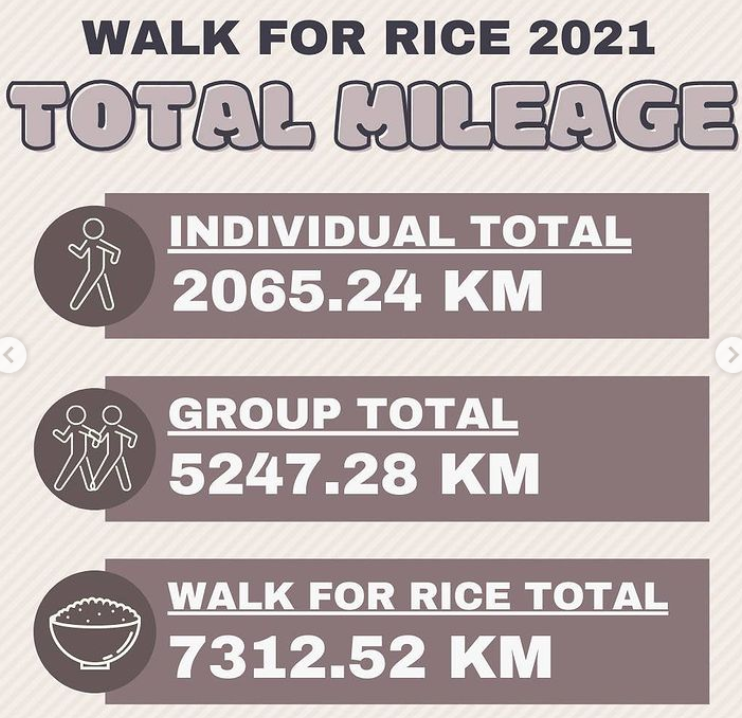 WALK FOR RICE 2021
TOTAL MILEAGE
INDIVIDUAL TOTAL
2065.24 KM
GROUP TOTAL
5247.28 KM
WALK FOR RICE TOTAL
7312.52 KM